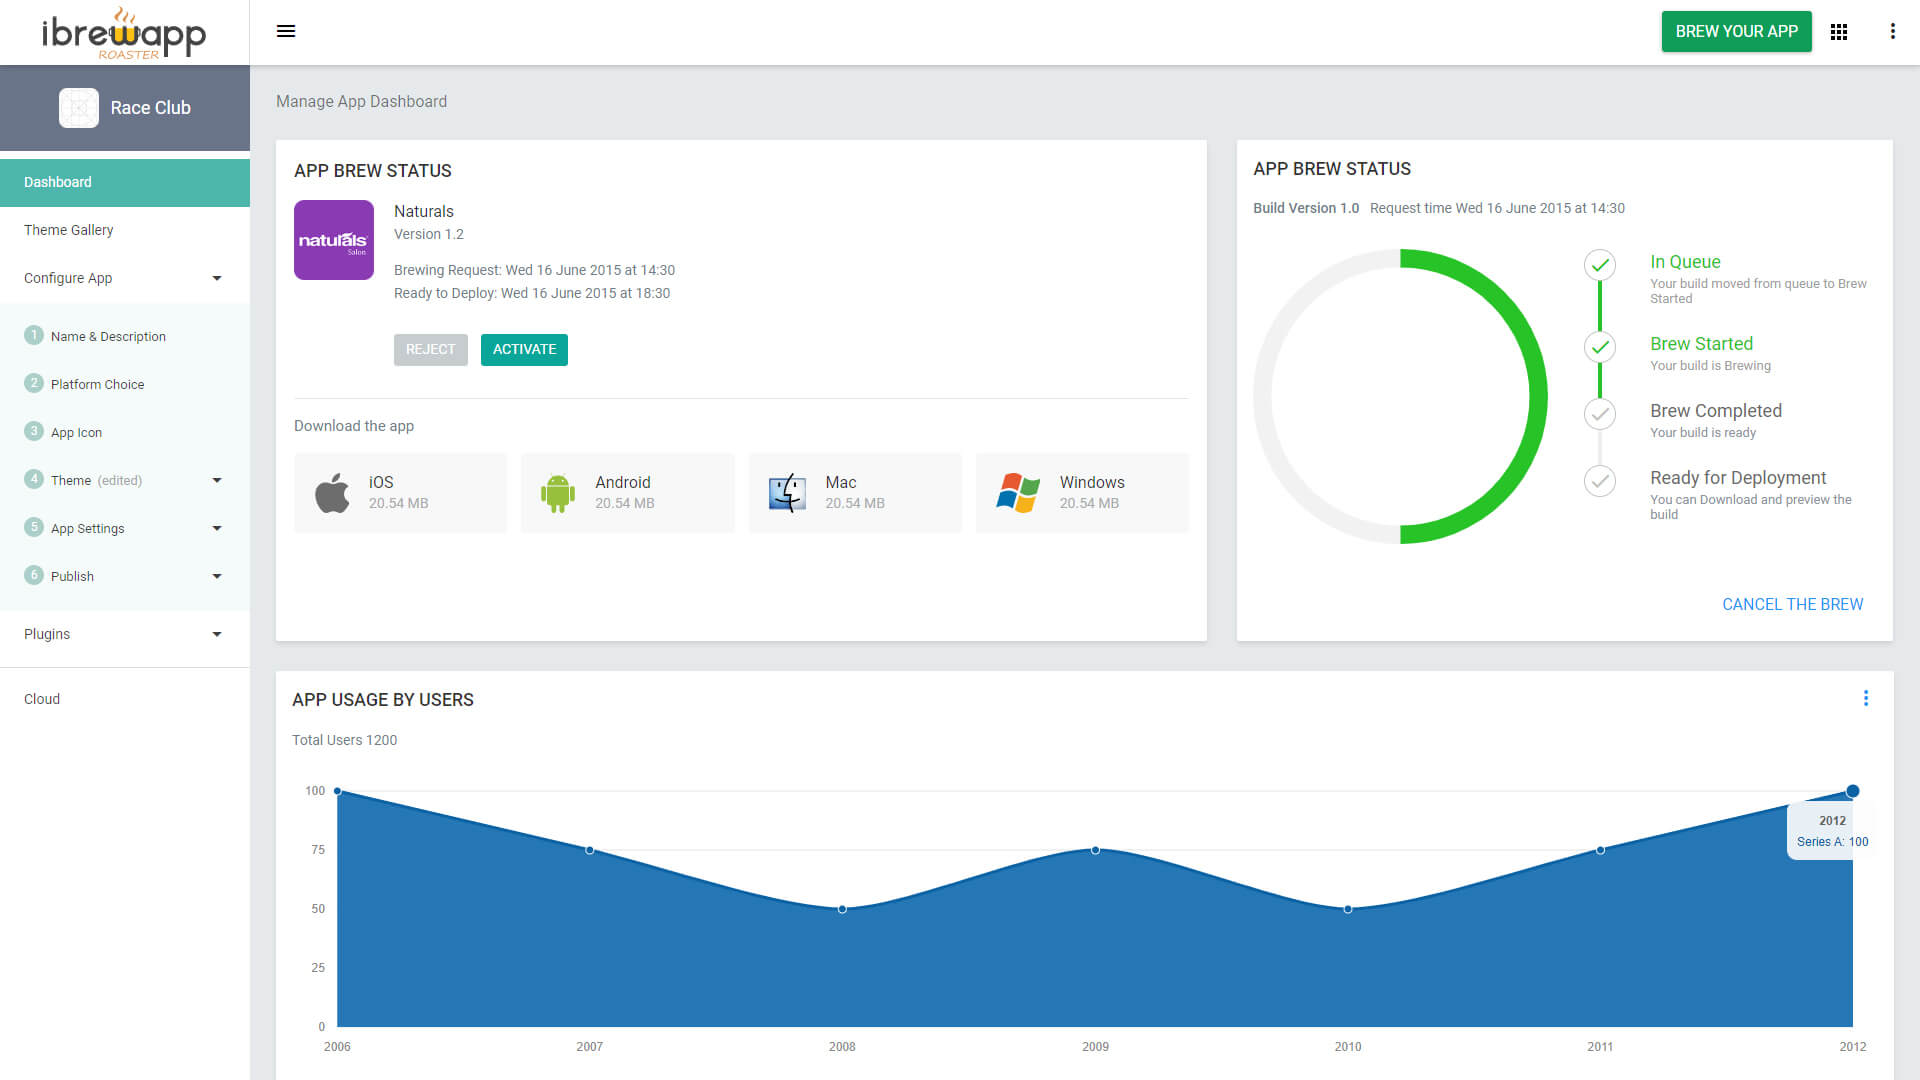 ibrewapp
ROASTER
BREW YOUR APP
Race Club
Dashboard
Theme Gallery
Configure App
1 Name & Description
2 Platform Choice
3 App Icon
4 Theme (edited)
5 App Settings
6 Publish
Plugins
Cloud
Manage App Dashboard
APP BREW STATUS
naturals
Salon
Naturals
Version 1.2
Brewing Request: Wed 16 June 2015 at 14:30
Ready to Deploy: Wed 16 June 2015 at 18:30
REJECT ACTIVATE
Download the app
iOS
20.54 MB
Android
20.54 MB
Mac
20.54 MB
Windows
20.54 MB
APP BREW STATUS
Build Version 1.0 Request time Wed 16 June 2015 at 14:30
In Queue
Your build moved from queue to Brew
Started
Brew Started
Your build is Brewing
Brew Completed
Your build is ready
Ready for Deployment
You can Download and preview the
build
CANCEL THE BREW
APP USAGE BY USERS
Total Users 1200
100
75
50
25
0
2012
Series A: 100
2006 2007 2008 2009 2010 2011 2012